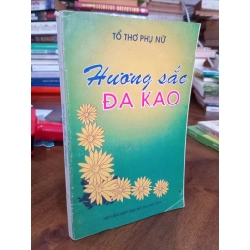 TỔ THƠ PHỤ NỮ
Hương sắc
ĐA KAO